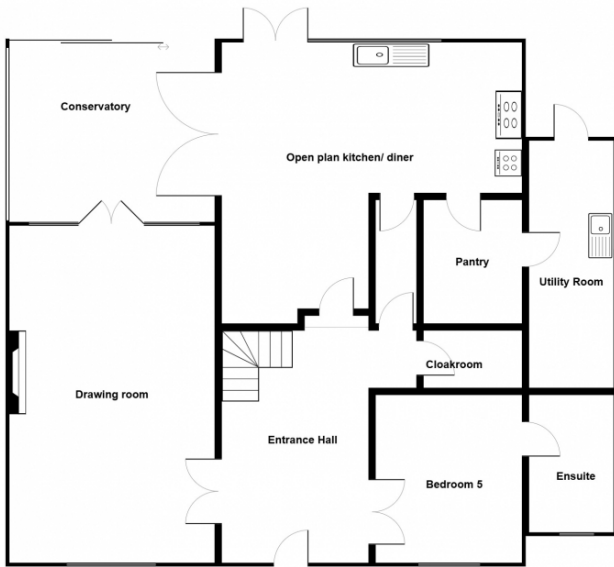 Conservatory
Open plan kitchen/ diner
Pantry
Utility Room
Cloakroom
Drawing room
Entrance Hall
Bedroom 5
Ensuite